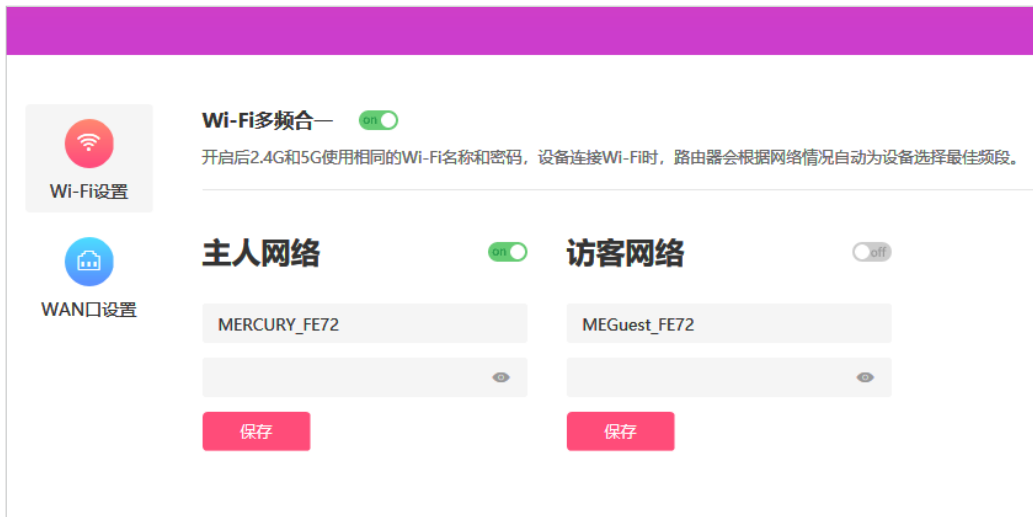 Wi-Fi多频合一 on
开启后2.4G和5G使用相同的Wi-Fi名称和密码，设备连接Wi-Fi时，路由器会根据网络情况自动为设备选择最佳频段。
Wi-Fi设置
WAN口设置
主人网络 on
MERCURY_FE72
保存
访客网络 off
MEGuest_FE72
保存